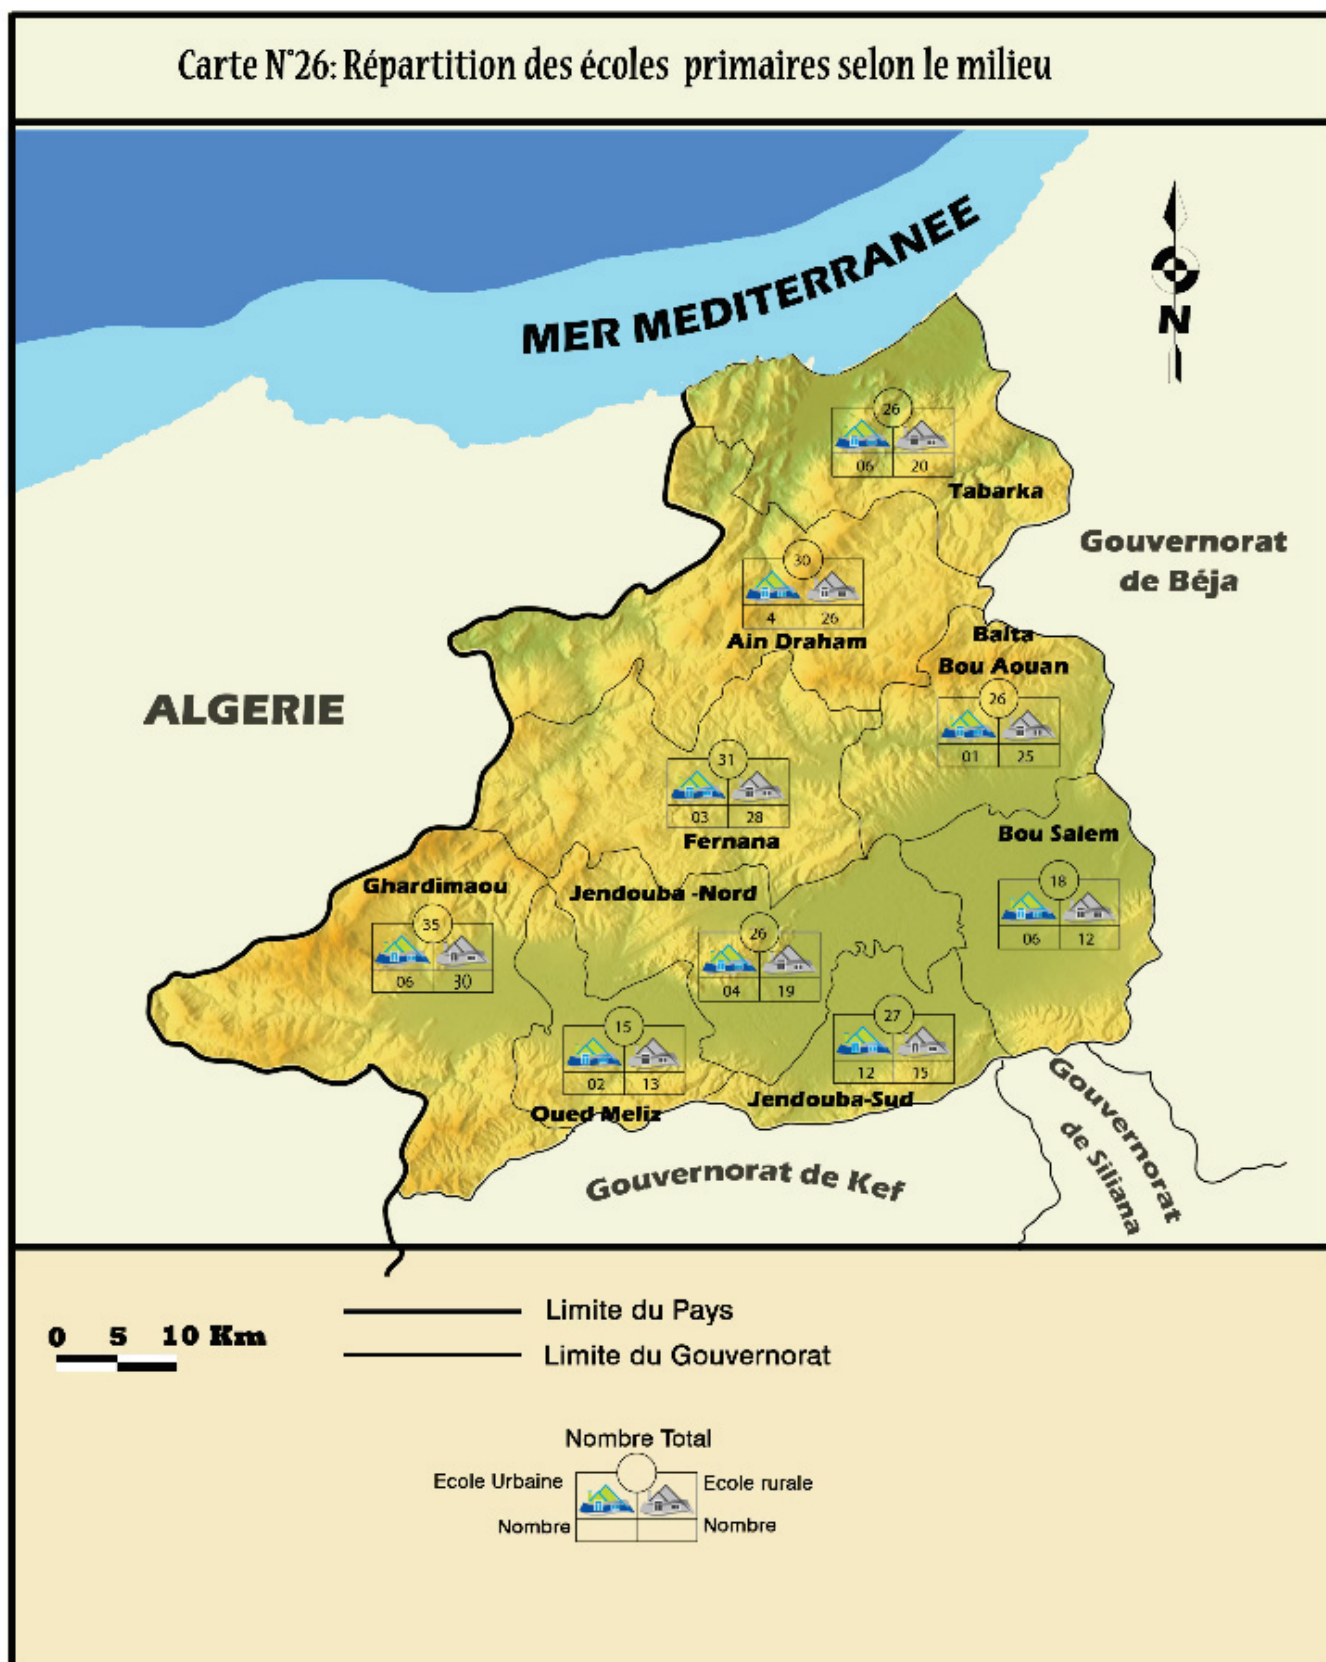 Carte N°26: Répartition des écoles primaires selon le milieu
MER MEDITERRANEE
N
26
06 20
Tabarka
Gouvernorat
de Béja
30
4 26
Ain Draham
Balta
Bou Aouan
26
01 25
ALGERIE
31
03 28
Fernana
Bou Salem
18
06 12
Ghardimaou
35
06 30
Jendouba -Nord
26
04 19
15
02 13
Oued Meliz
27
12 15
Jendouba-Sud
Gouvernorat de Kef
Gouvernorat
de Siliana
0 5 10 Km
Limite du Pays
Limite du Gouvernorat
Nombre Total
Ecole Urbaine Ecole rurale
Nombre Nombre